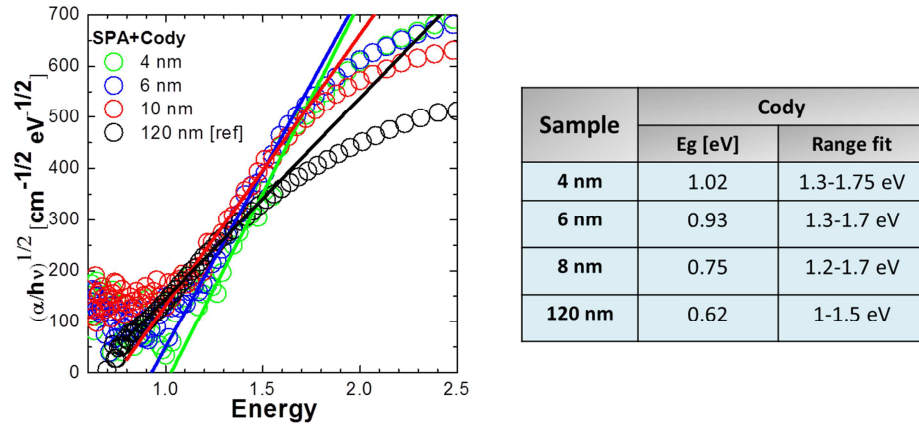 700
600
500
400
300
200
100
0
(α/hν)1/2 [cm-1/2 eV-1/2]
SPA+Cody
4 nm
6 nm
10 nm
120 nm [ref]
1.0 1.5 2.0 2.5
Energy
Sample Cody
Eg [eV] Range fit
4 nm 1.02 1.3-1.75 eV
6 nm 0.93 1.3-1.7 eV
8 nm 0.75 1.2-1.7 eV
120 nm 0.62 1-1.5 eV